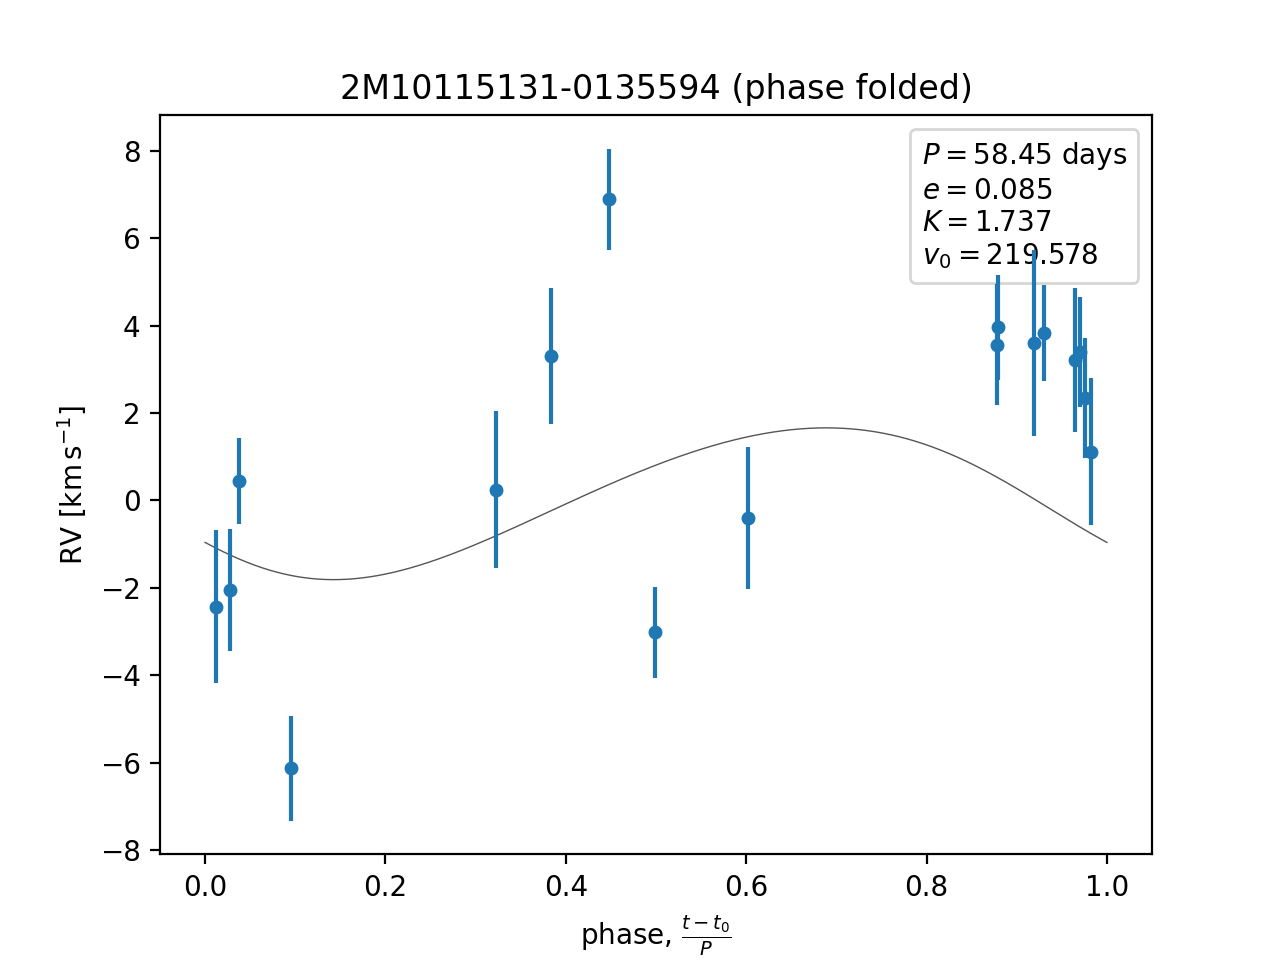 2M10115131-0135594 (phase folded)
P = 58.45 days
e = 0.085
K = 1.737
v₀ = 219.578
RV [km s⁻¹]
8
6
4
2
0
−2
−4
−6
−8
0.0 0.2 0.4 0.6 0.8 1.0
phase, (t − t₀)/P